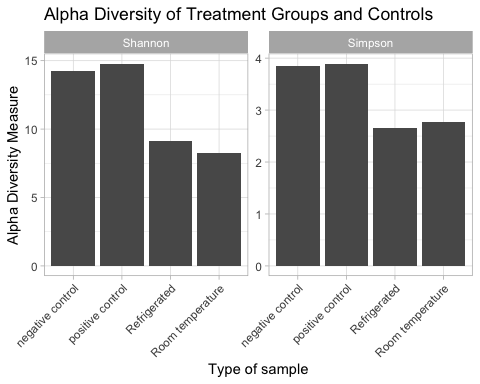 Alpha Diversity of Treatment Groups and Controls
Shannon
Simpson
Alpha Diversity Measure
15
10
5
0
4
3
2
1
0
negative control
positive control
Refrigerated
Room temperature
negative control
positive control
Refrigerated
Room temperature
Type of sample